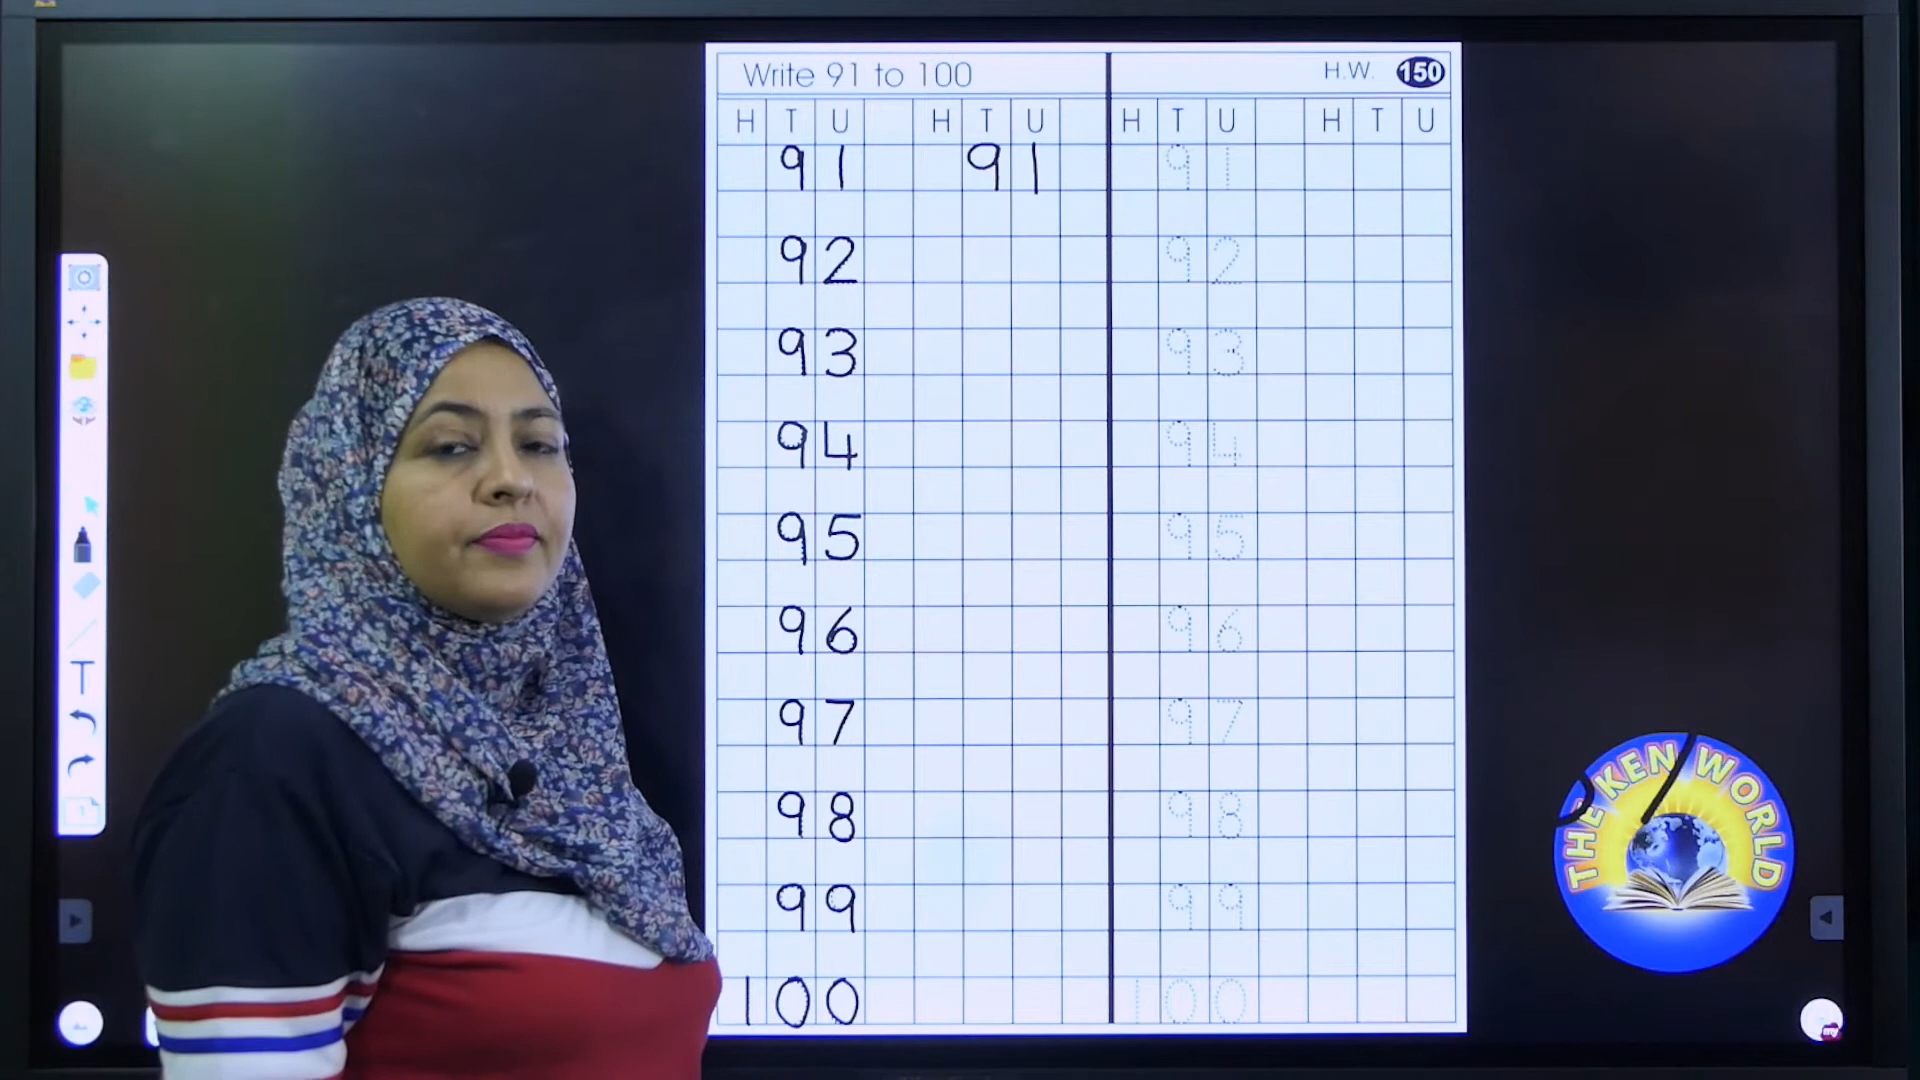 Write 91 to 100 H.W. 150
H T U H T U H T U H T U
91 91 91
92 92
93 93
94 94
95 95
96 96
97 97
98 98
99 99
100 100
T
THE KEN WORLD